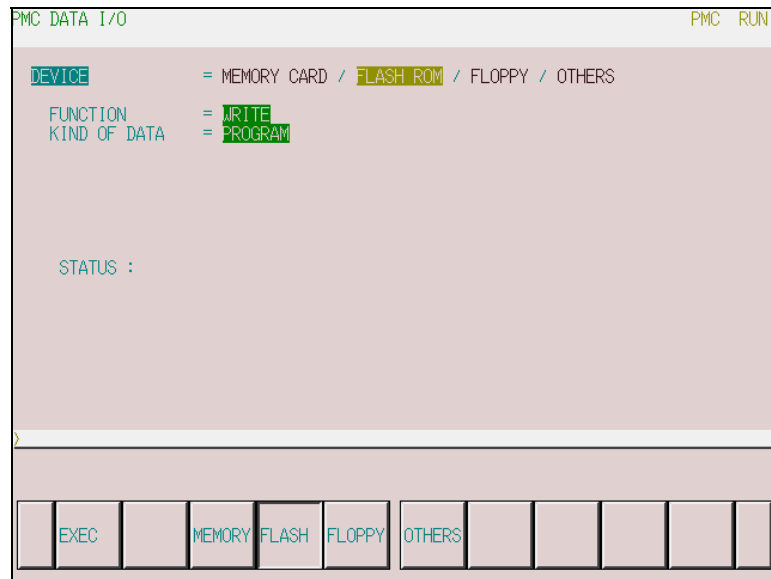 PMC DATA I/O PMC RUN
DEVICE = MEMORY CARD / FLASH ROM / FLOPPY / OTHERS
FUNCTION = WRITE
KIND OF DATA = PROGRAM
STATUS :
>
EXEC MEMORY FLASH FLOPPY OTHERS